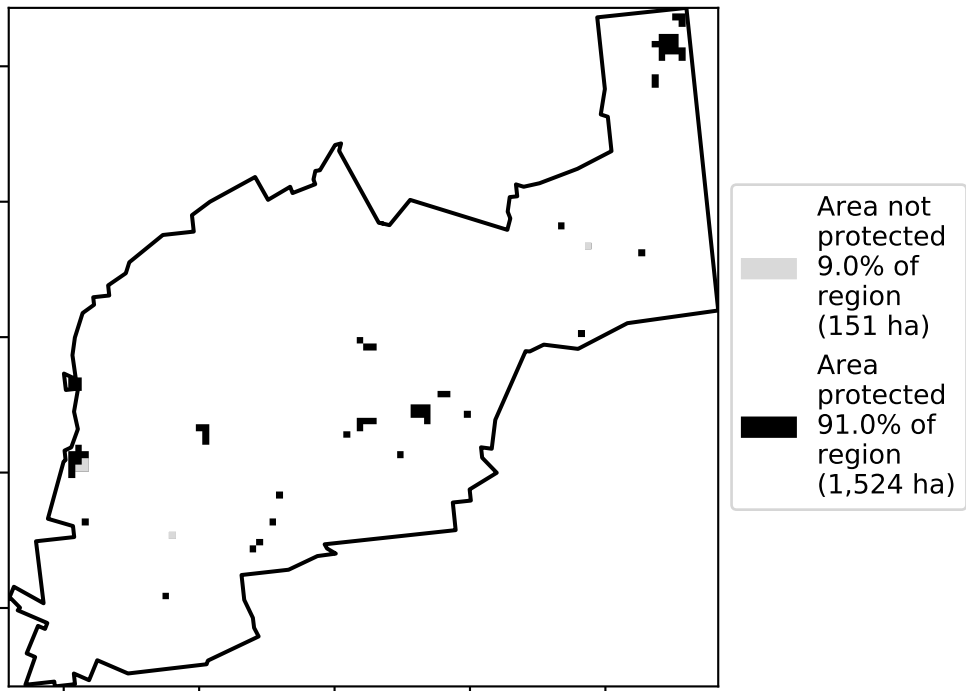 Area not
protected
9.0% of
region
(151 ha)
Area
protected
91.0% of
region
(1,524 ha)